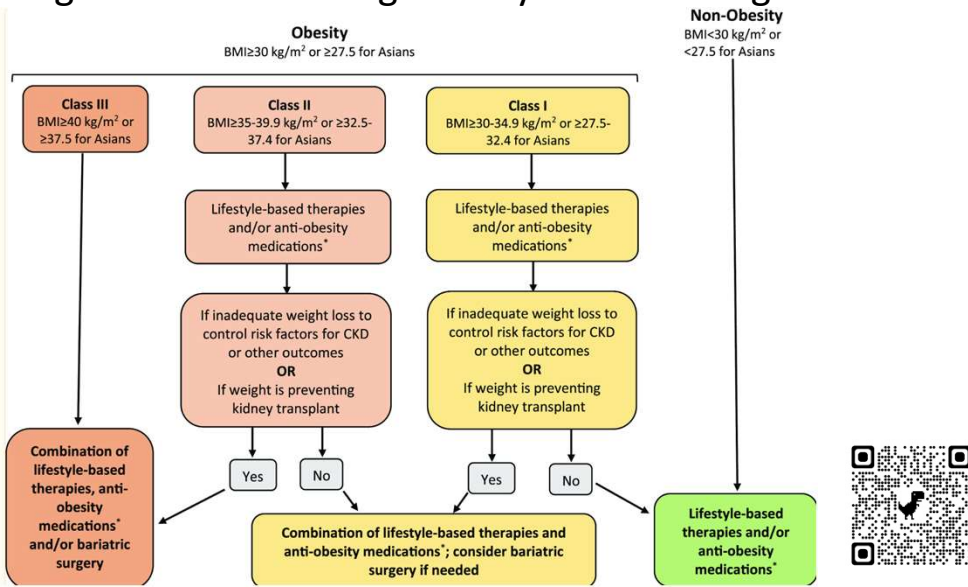 Obesity
BMI≥30 kg/m² or ≥27.5 for Asians
Non-Obesity
BMI<30 kg/m² or
<27.5 for Asians
Class III
BMI≥40 kg/m² or
≥37.5 for Asians
Class II
BMI≥35-39.9 kg/m² or ≥32.5-
37.4 for Asians
Class I
BMI≥30-34.9 kg/m² or ≥27.5-
32.4 for Asians
Lifestyle-based therapies
and/or anti-obesity
medications*
Lifestyle-based therapies
and/or anti-obesity
medications*
If inadequate weight loss to
control risk factors for CKD
or other outcomes
OR
If weight is preventing
kidney transplant
If inadequate weight loss to
control risk factors for CKD
or other outcomes
OR
If weight is preventing
kidney transplant
Yes
No
Yes
No
Combination of
lifestyle-based
therapies, anti-
obesity
medications*
and/or bariatric
surgery
Combination of lifestyle-based therapies and
anti-obesity medications*; consider bariatric
surgery if needed
Lifestyle-based
therapies and/or
anti-obesity
medications*